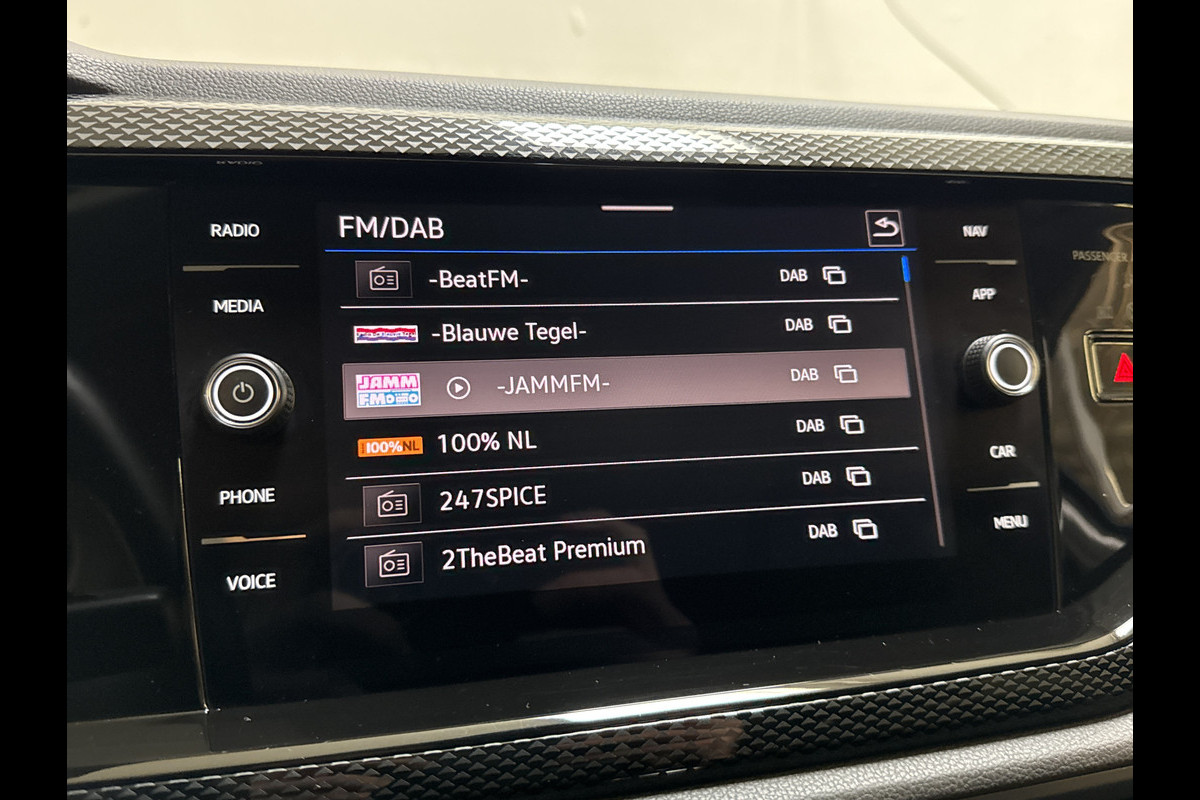 RADIO
MEDIA
PHONE
VOICE
FM/DAB
-BeatFM- DAB
-Blauwe Tegel- DAB
JAMM
FM
-JAMMFM- DAB
100%NL
100% NL DAB
247SPICE DAB
2TheBeat Premium DAB
NAV
APP
CAR
MENU
PASSENGER